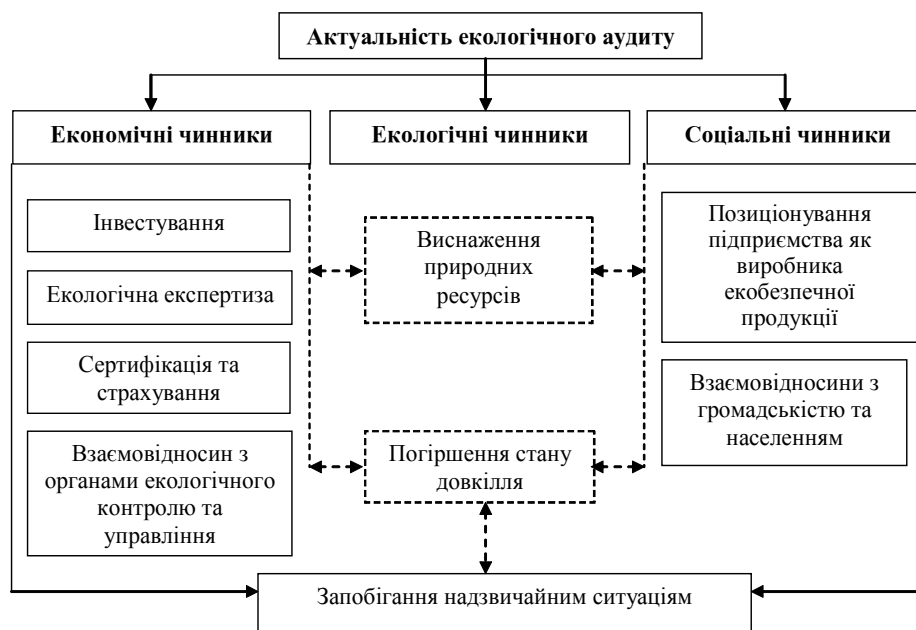 Актуальність екологічного аудиту
Економічні чинники
Екологічні чинники
Соціальні чинники
Інвестування
Екологічна експертиза
Сертифікація та
страхування
Взаємовідносин з
органами екологічного
контролю та
управління
Виснаження
природних
ресурсів
Погіршення стану
довкілля
Позиціонування
підприємства як
виробника
екобезпечної
продукції
Взаємовідносини з
громадськістю та
населенням
Запобігання надзвичайним ситуаціям